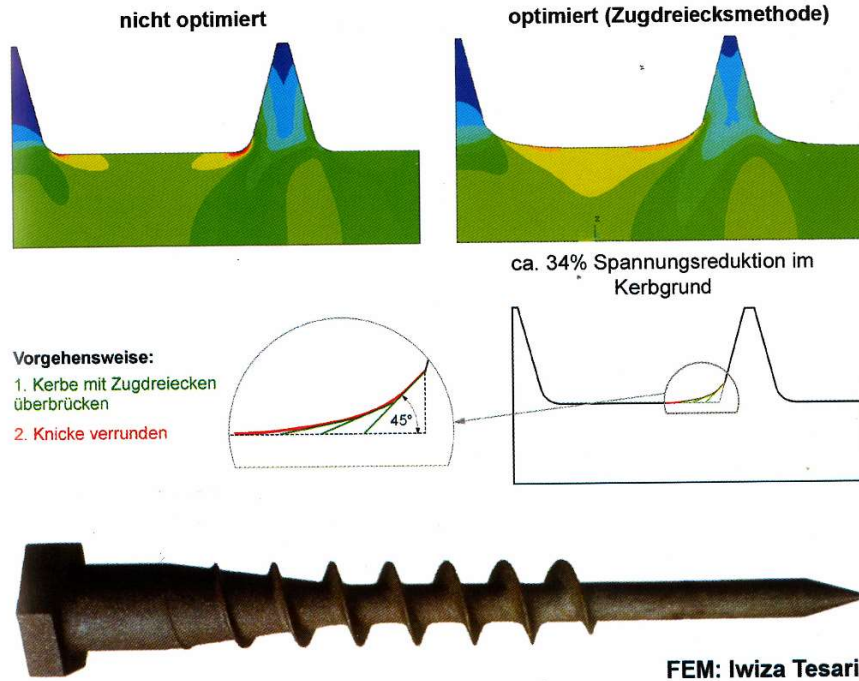 nicht optimiert
optimiert (Zugdreiecksmethode)
ca. 34% Spannungsreduktion im
Kerbgrund
Vorgehensweise:
1. Kerbe mit Zugdreiecken
überbrücken
2. Knicke verrunden
45°
FEM: Iwiza Tesari